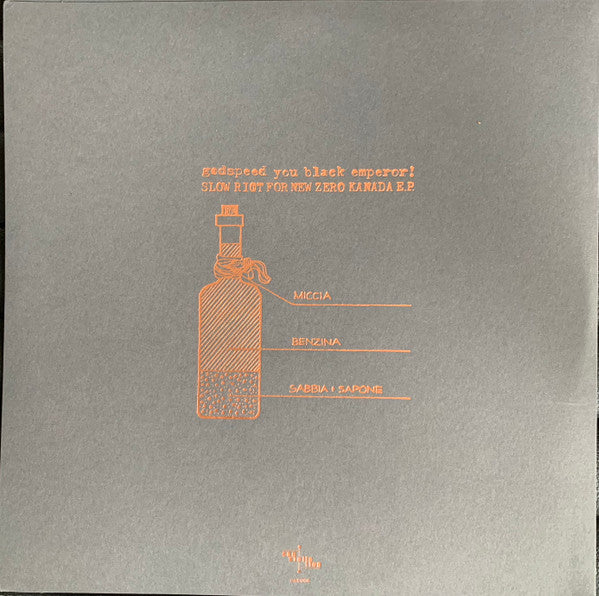 godspeed you black emperor!
SLOW RIOT FOR NEW ZERO KANADA E.P.
MICCIA
BENZINA
SABBIA E SAPONE